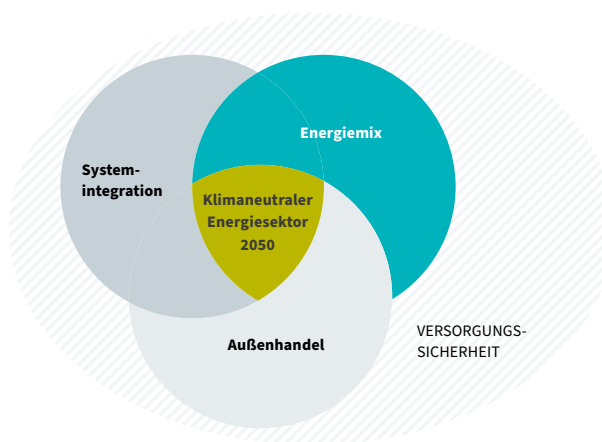 Energiemix
System-
integration
Klimaneutraler
Energiesektor
2050
Außenhandel
VERSORGUNGS-
SICHERHEIT